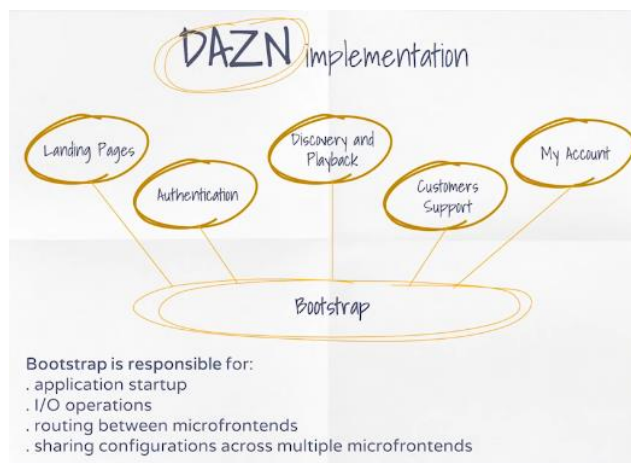 DAZN implementation
Landing Pages
Authentication
Discovery and
Playback
Customers
Support
My Account
Bootstrap
Bootstrap is responsible for:
. application startup
. I/O operations
. routing between microfrontends
. sharing configurations across multiple microfrontends